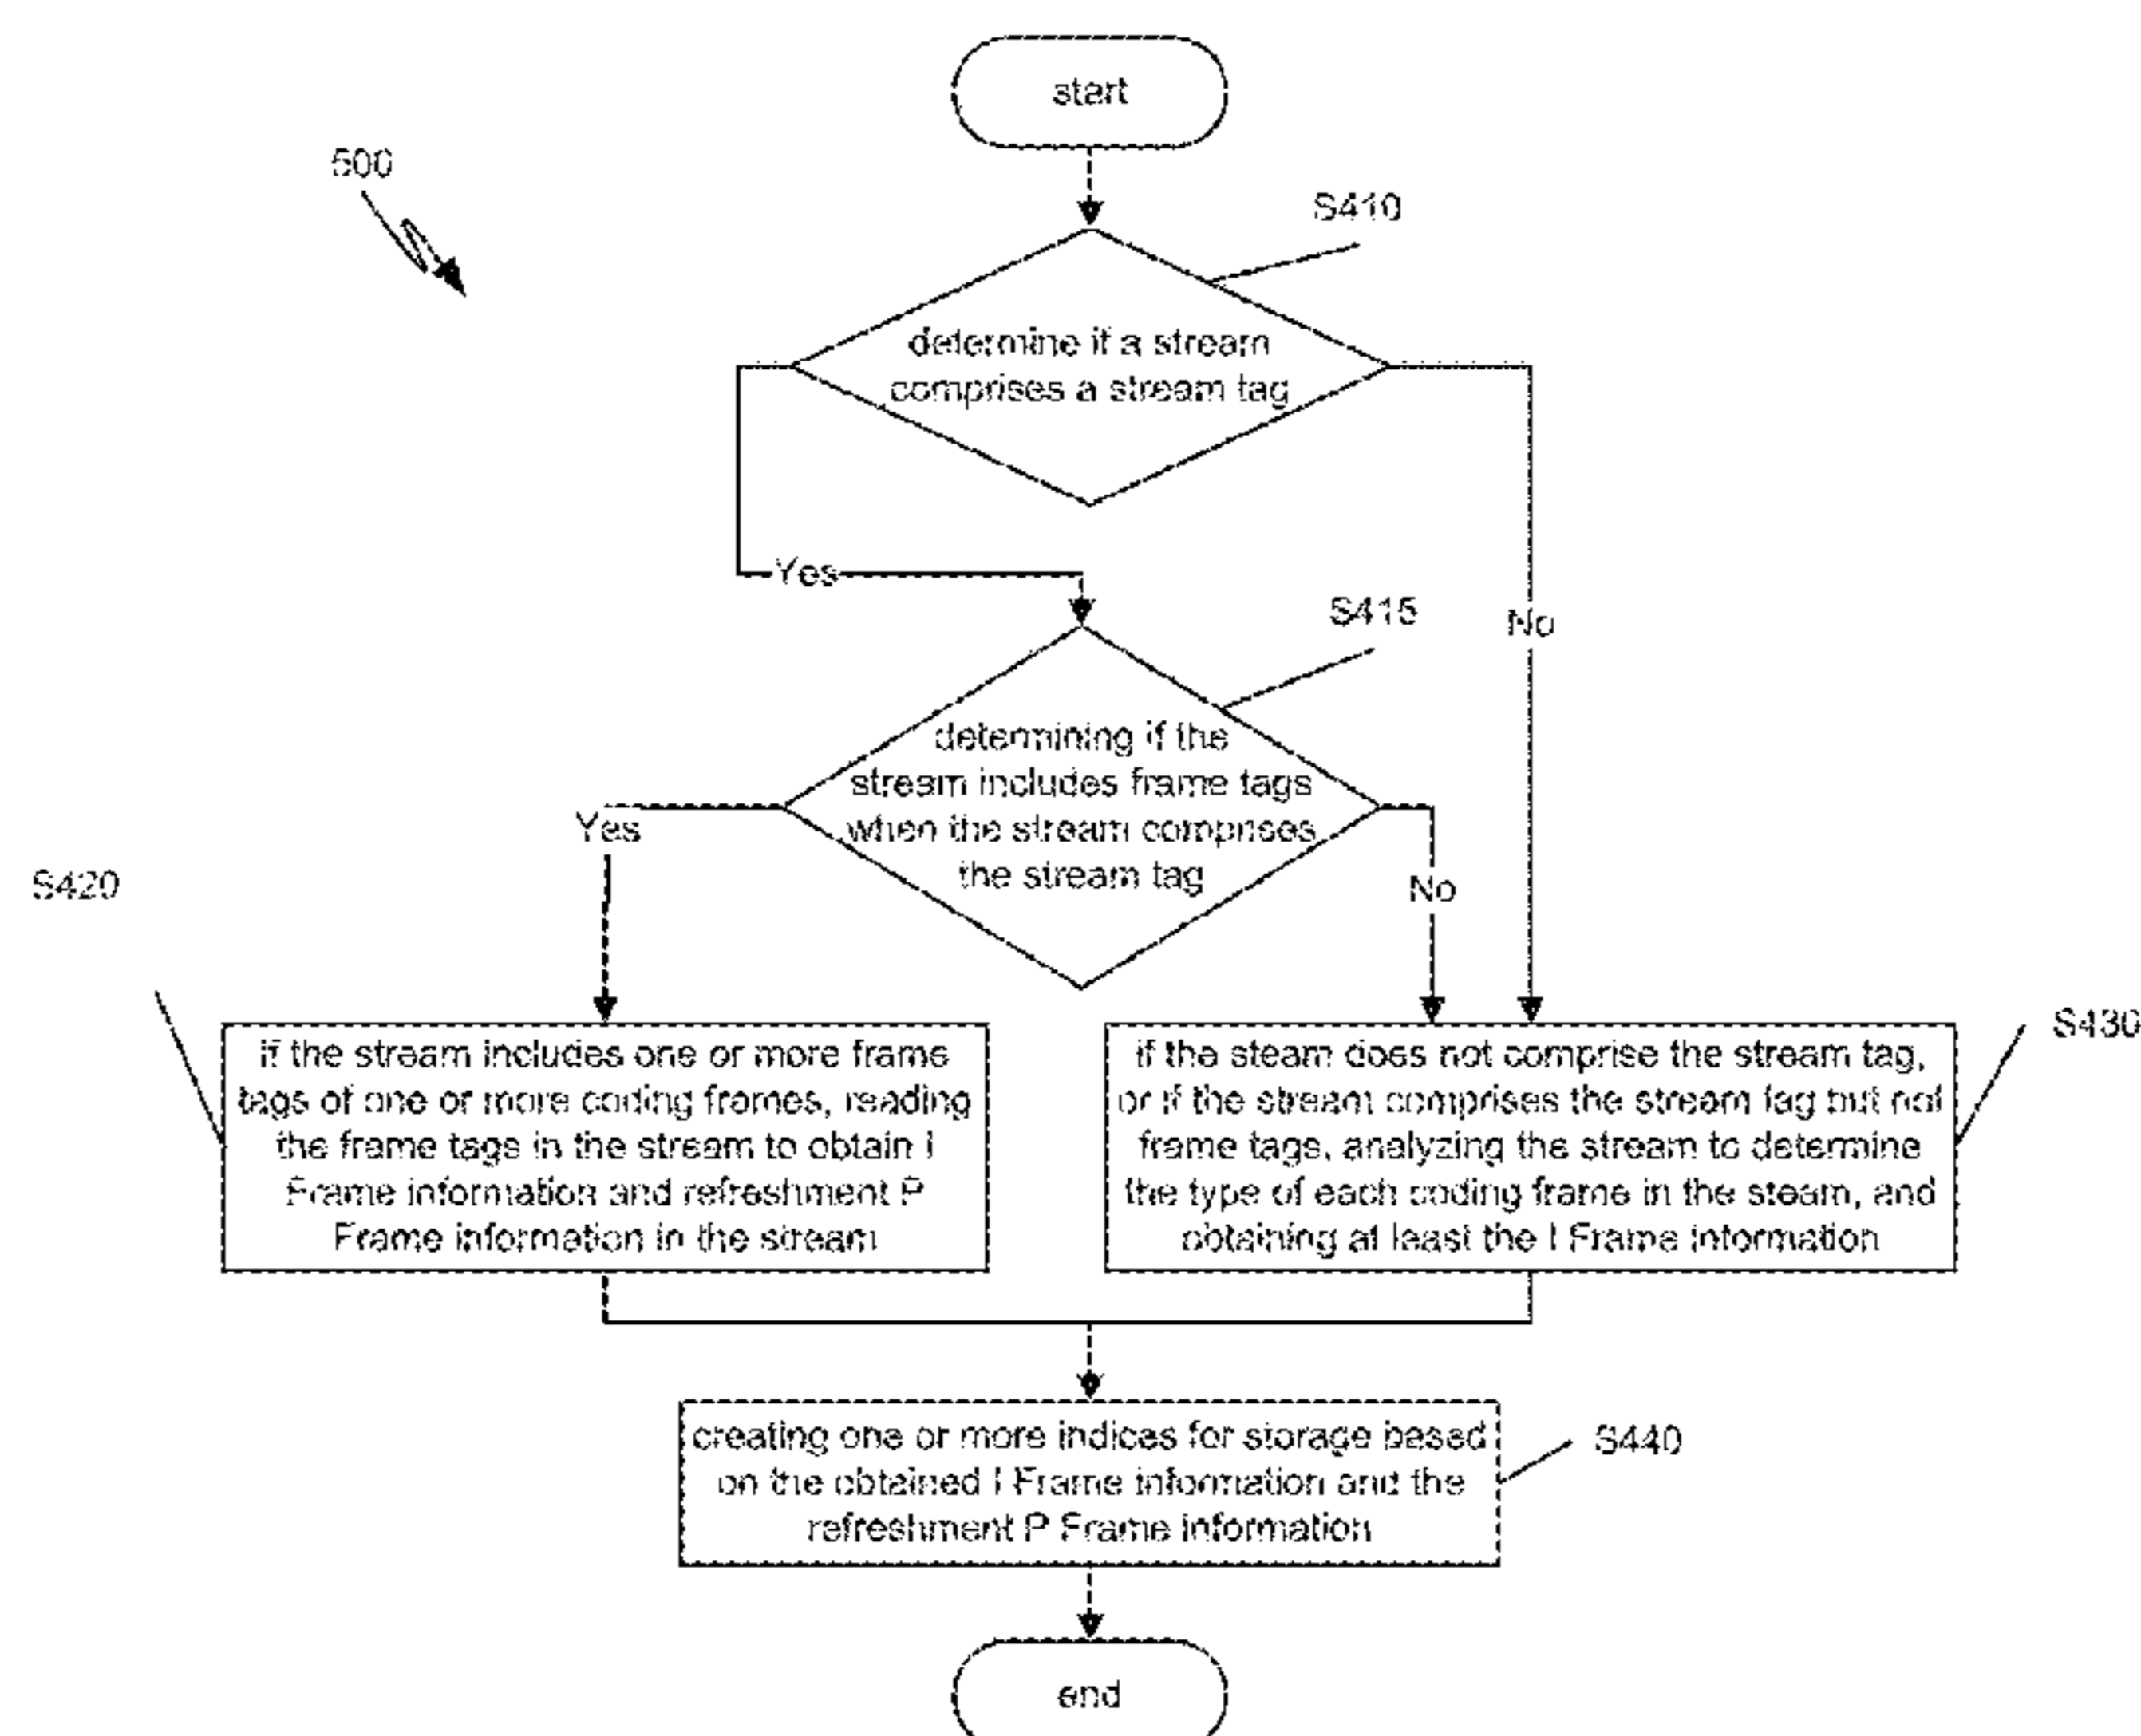 start
500
S410
determine if a stream
comprises a stream tag
Yes
S415
No
determining if the
stream includes frame tags
when the stream comprises
the stream tag
Yes
No
S420
if the stream includes one or more frame
tags of one or more coding frames, reading
the frame tags in the stream to obtain I
Frame information and refreshment P
Frame information in the stream
if the steam does not comprise the stream tag,
or if the stream comprises the stream tag but not
frame tags, analyzing the stream to determine
the type of each coding frame in the steam, and
obtaining at least the I Frame information
S430
creating one or more indices for storage based
on the obtained I Frame information and the
refreshment P Frame information
S440
end